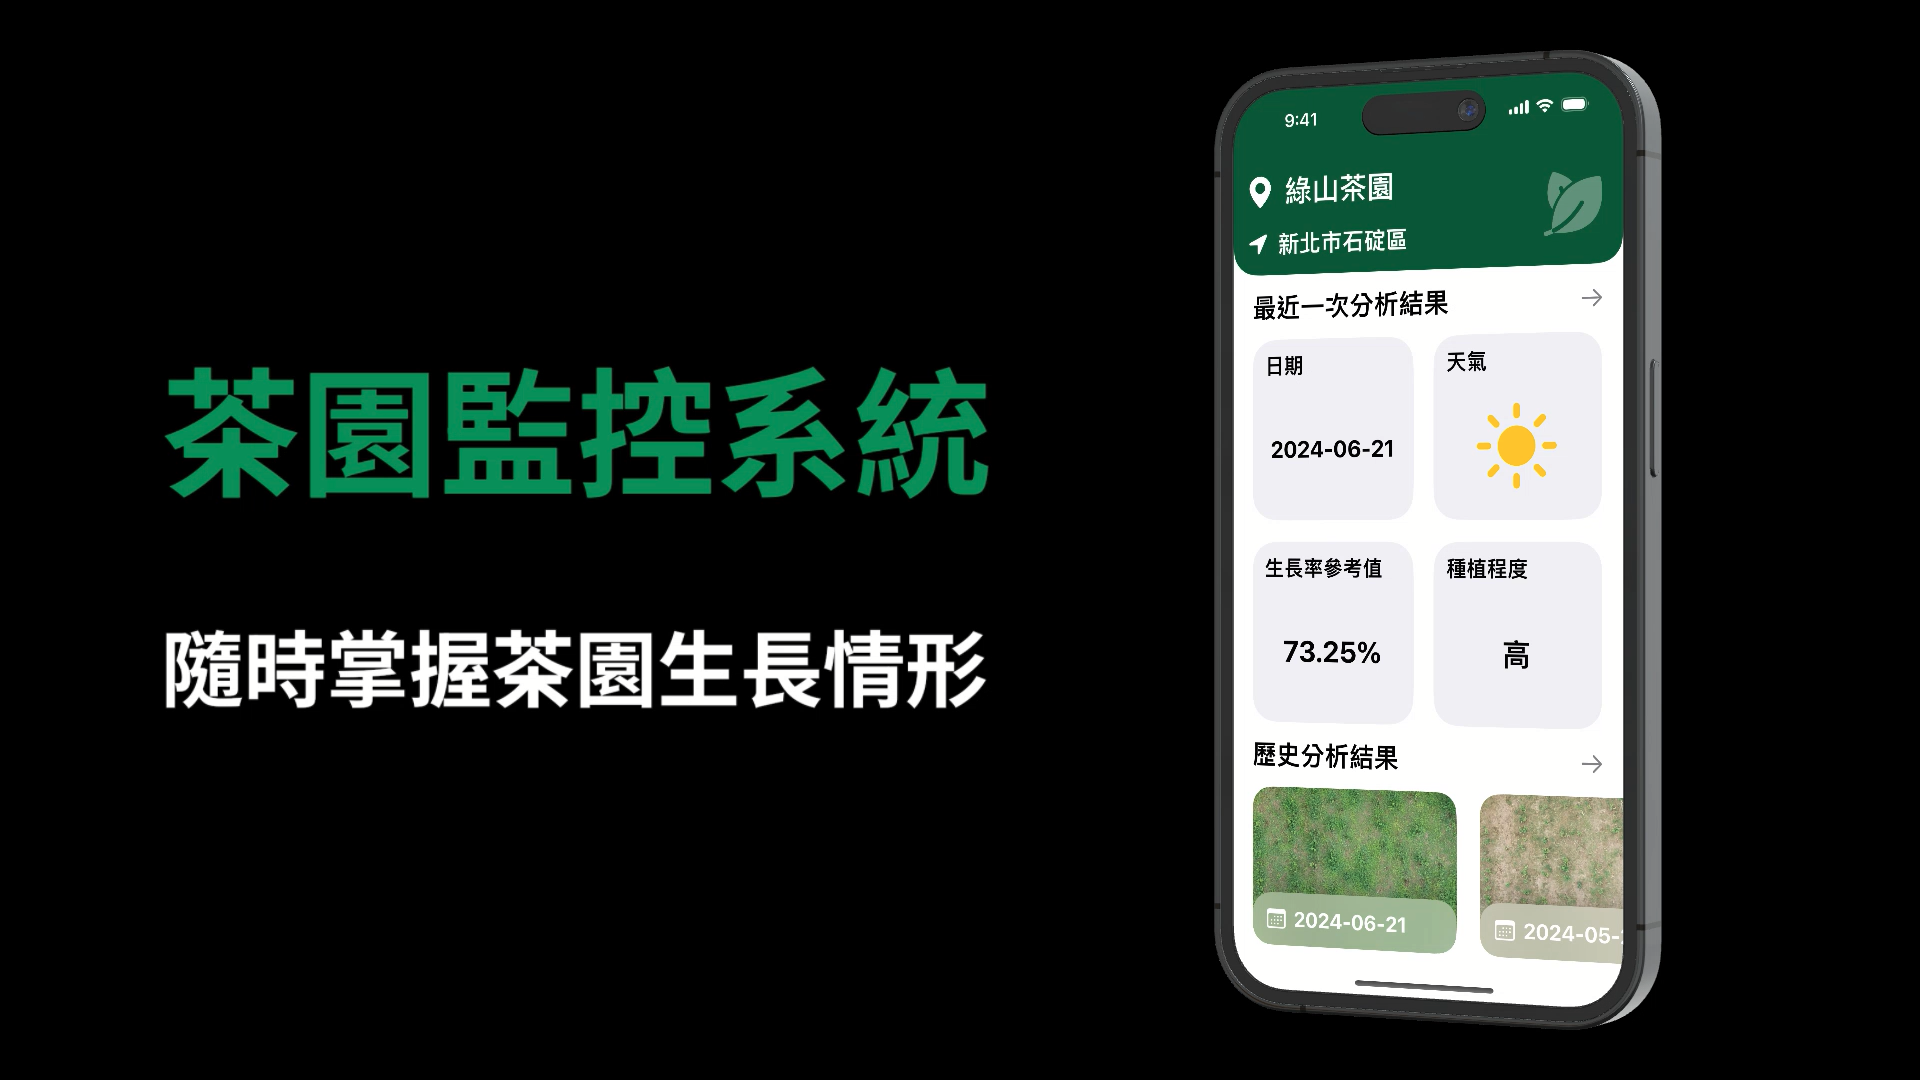 茶園監控系統
隨時掌握茶園生長情形
9:41
綠山茶園
新北市石碇區
最近一次分析結果
日期
天氣
2024-06-21
生長率參考值
種植程度
73.25%
高
歷史分析結果
2024-06-21
2024-05-